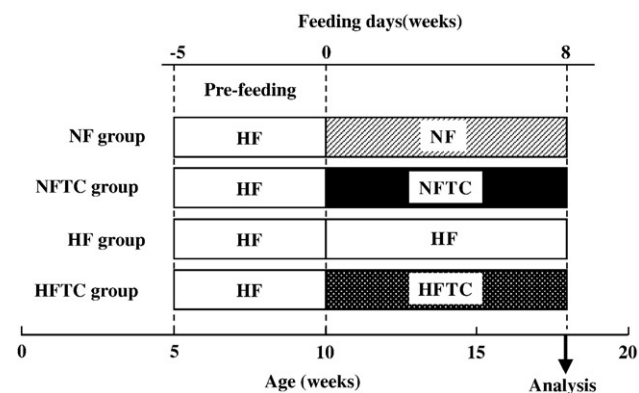 Feeding days(weeks)
-5 0 8
Pre-feeding
NF group HF NF
NFTC group HF NFTC
HF group HF HF
HFTC group HF HFTC
0 5 10 15 20
Age (weeks) Analysis